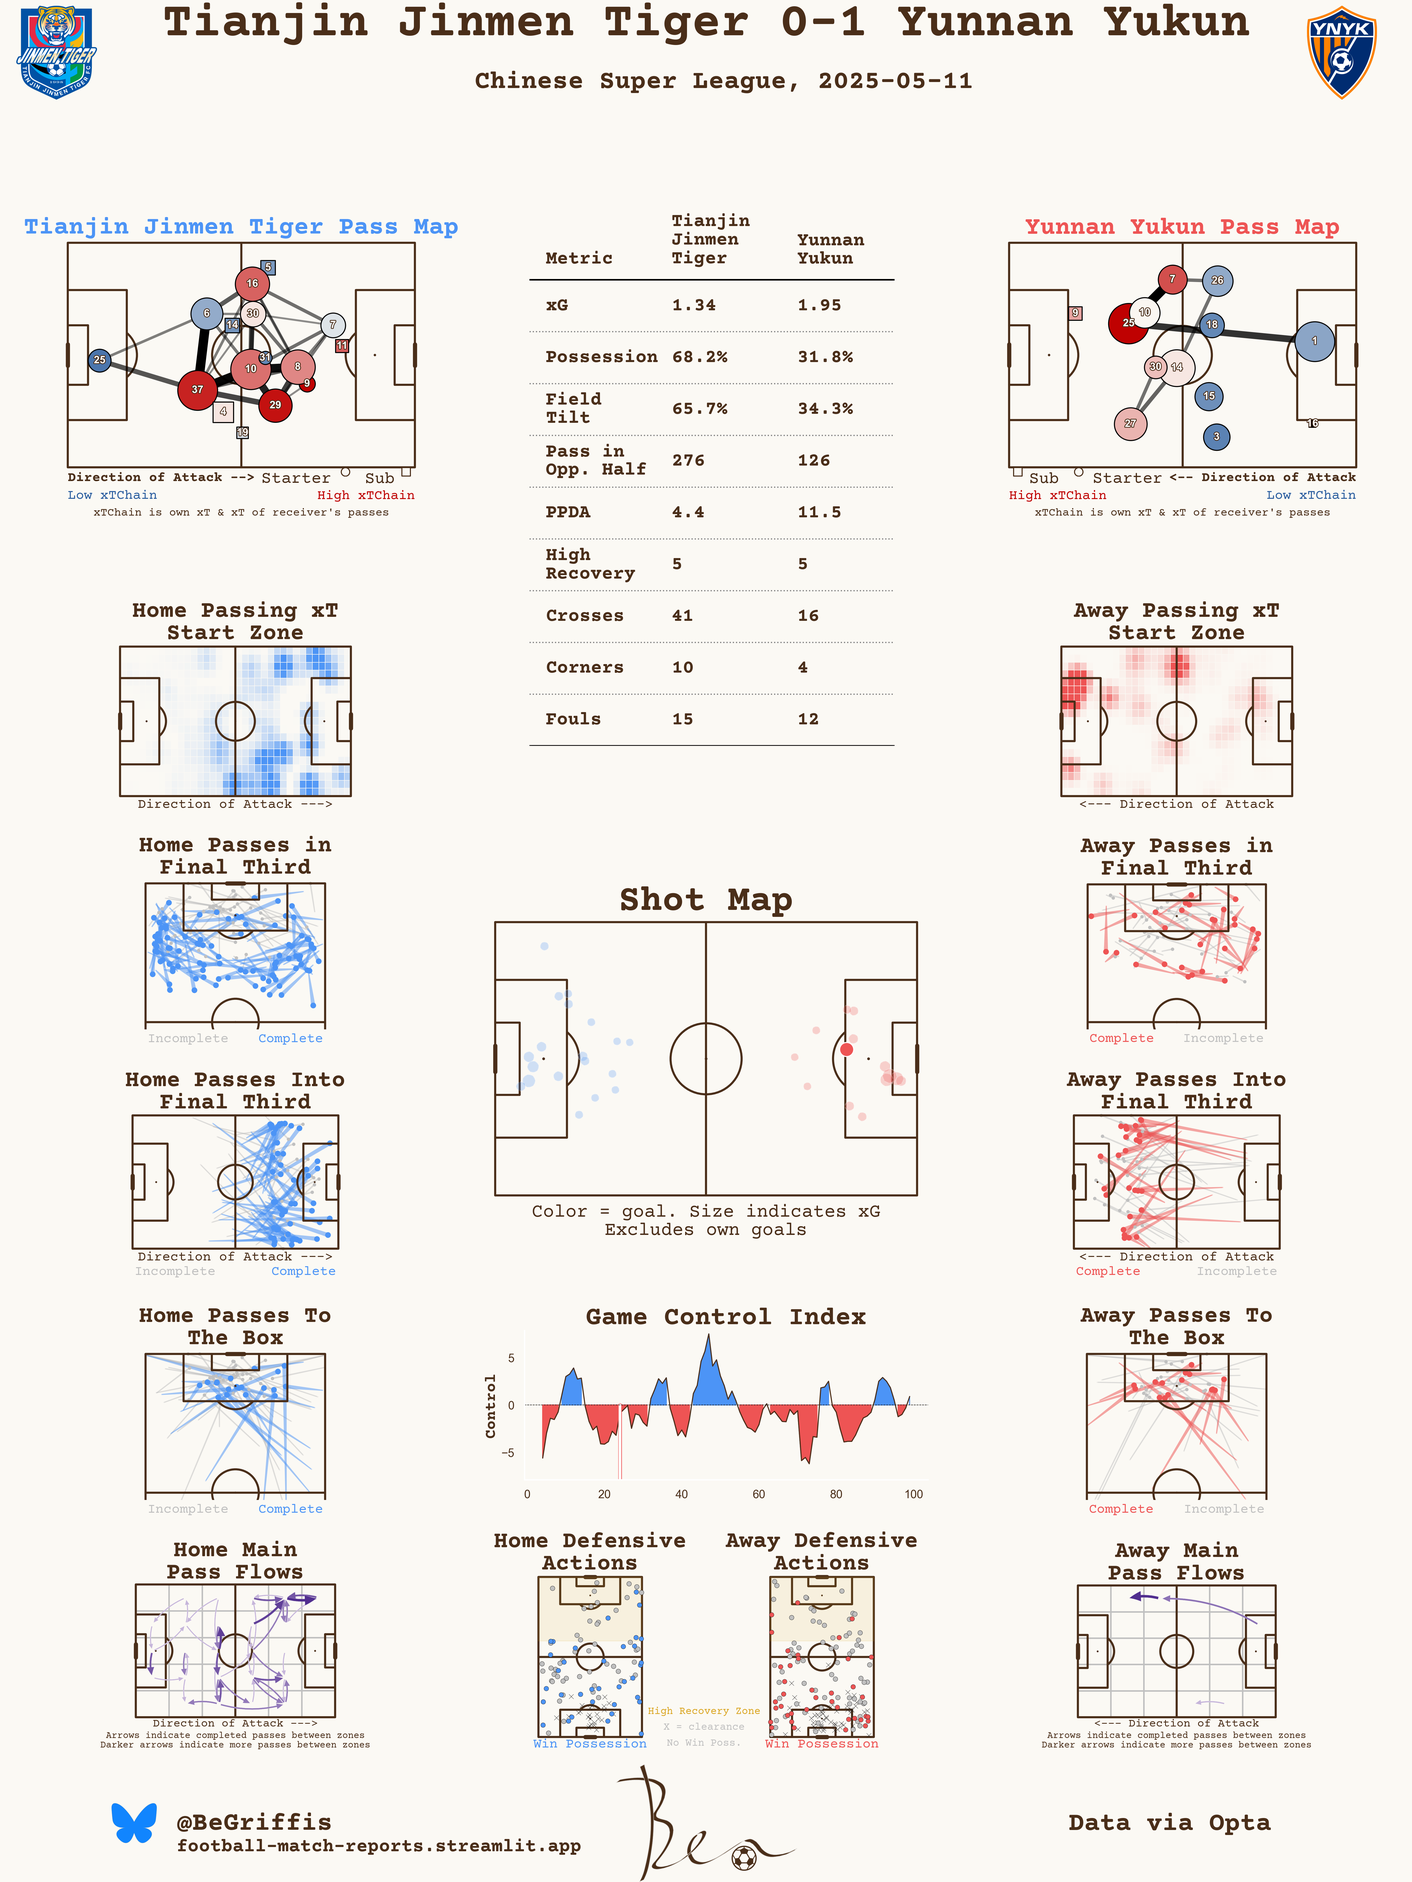 Tianjin Jinmen Tiger 0-1 Yunnan Yukun
Chinese Super League, 2025-05-11
JINMEN TIGER
TIANJIN JINMEN TIGER FC
YNYK
Tianjin Jinmen Tiger Pass Map
5
16
6
30
14
7
11
31
25
10
8
37
9
29
4
19
Direction of Attack --> Starter Sub
Low xTChain High xTChain
xTChain is own xT & xT of receiver's passes
Metric Tianjin Jinmen Tiger Yunnan Yukun
xG 1.34 1.95
Possession 68.2% 31.8%
Field Tilt 65.7% 34.3%
Pass in Opp. Half 276 126
PPDA 4.4 11.5
High Recovery 5 5
Crosses 41 16
Corners 10 4
Fouls 15 12
Yunnan Yukun Pass Map
7
26
9
10
25
18
1
30
14
15
27
16
3
Sub Starter <-- Direction of Attack
High xTChain Low xTChain
xTChain is own xT & xT of receiver's passes
Home Passing xT
Start Zone
Direction of Attack --->
Away Passing xT
Start Zone
<--- Direction of Attack
Home Passes in
Final Third
Incomplete Complete
Away Passes in
Final Third
Complete Incomplete
Shot Map
Color = goal. Size indicates xG
Excludes own goals
Home Passes Into
Final Third
Direction of Attack --->
Incomplete Complete
Away Passes Into
Final Third
<--- Direction of Attack
Complete Incomplete
Home Passes To
The Box
Incomplete Complete
Game Control Index
Control
5
0
−5
0 20 40 60 80 100
Away Passes To
The Box
Complete Incomplete
Home Main
Pass Flows
Direction of Attack --->
Arrows indicate completed passes between zones
Darker arrows indicate more passes between zones
Home Defensive
Actions
Win Possession
Away Defensive
Actions
Win Possession
High Recovery Zone
X = clearance
No Win Poss.
Away Main
Pass Flows
<--- Direction of Attack
Arrows indicate completed passes between zones
Darker arrows indicate more passes between zones
@BeGriffis
football-match-reports.streamlit.app
Ben
Data via Opta